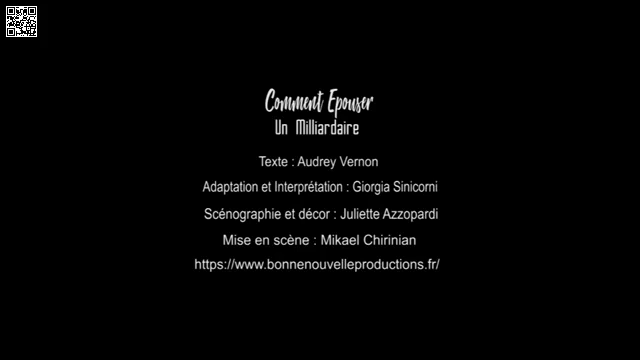 Comment Epouser
Un Milliardaire
Texte : Audrey Vernon
Adaptation et Interprétation : Giorgia Sinicorni
Scénographie et décor : Juliette Azzopardi
Mise en scène : Mikael Chirinian
https://www.bonnenouvelleproductions.fr/